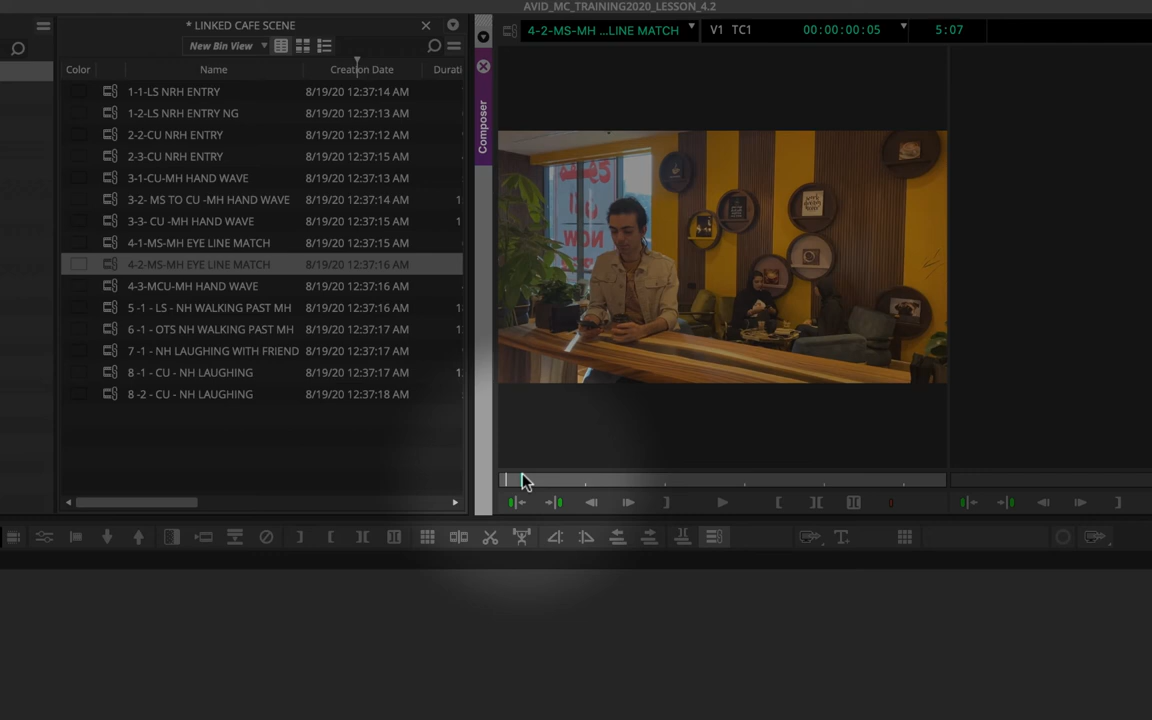 AVID_MC_TRAINING2020_LESSON_4.2
* LINKED CAFE SCENE
4-2-MS-MH ...LINE MATCH V1 TC1 00:00:00:05 5:07
New Bin View
Color Name Creation Date Durati
1-1-LS NRH ENTRY 8/19/20 12:37:14 AM
1-2-LS NRH ENTRY NG 8/19/20 12:37:13 AM
2-2-CU NRH ENTRY 8/19/20 12:37:12 AM
2-3-CU NRH ENTRY 8/19/20 12:37:15 AM
3-1-CU-MH HAND WAVE 8/19/20 12:37:13 AM
3-2- MS TO CU -MH HAND WAVE 8/19/20 12:37:14 AM 1
3-3- CU -MH HAND WAVE 8/19/20 12:37:15 AM 1
4-1-MS-MH EYE LINE MATCH 8/19/20 12:37:15 AM
4-2-MS-MH EYE LINE MATCH 8/19/20 12:37:16 AM
4-3-MCU-MH HAND WAVE 8/19/20 12:37:16 AM
5 -1 - LS - NH WALKING PAST MH 8/19/20 12:37:16 AM 1
6 -1 - OTS NH WALKING PAST MH 8/19/20 12:37:17 AM 1
7 -1 - NH LAUGHING WITH FRIEND 8/19/20 12:37:17 AM
8 -1 - CU - NH LAUGHING 8/19/20 12:37:17 AM 1
8 -2 - CU - NH LAUGHING 8/19/20 12:37:18 AM
Composer